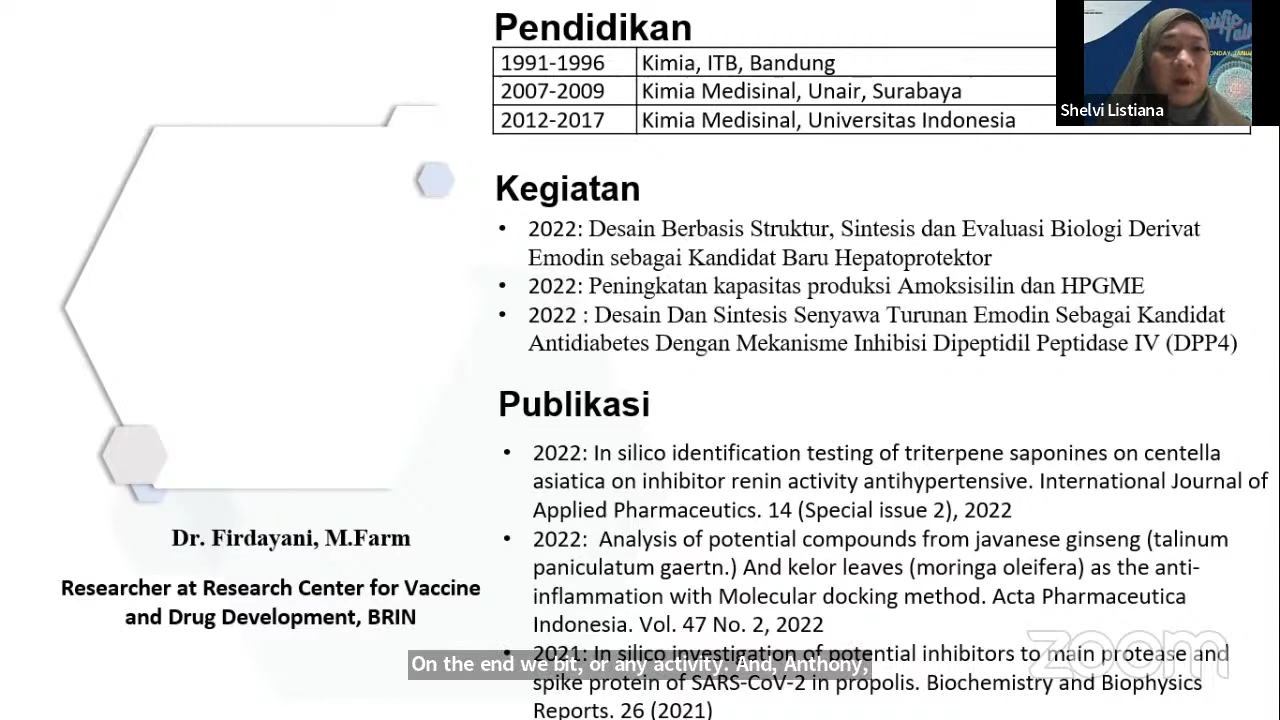 Pendidikan
1991-1996 Kimia, ITB, Bandung
2007-2009 Kimia Medisinal, Unair, Surabaya
2012-2017 Kimia Medisinal, Universitas Indonesia
Shelvi Listiana
Kegiatan
• 2022: Desain Berbasis Struktur, Sintesis dan Evaluasi Biologi Derivat
Emodin sebagai Kandidat Baru Hepatoprotektor
• 2022: Peningkatan kapasitas produksi Amoksisilin dan HPGME
• 2022 : Desain Dan Sintesis Senyawa Turunan Emodin Sebagai Kandidat
Antidiabetes Dengan Mekanisme Inhibisi Dipeptidil Peptidase IV (DPP4)
Publikasi
• 2022: In silico identification testing of triterpene saponines on centella
asiatica on inhibitor renin activity antihypertensive. International Journal of
Applied Pharmaceutics. 14 (Special issue 2), 2022
• 2022: Analysis of potential compounds from javanese ginseng (talinum
paniculatum gaertn.) And kelor leaves (moringa oleifera) as the anti-
inflammation with Molecular docking method. Acta Pharmaceutica
Indonesia. Vol. 47 No. 2, 2022
• 2021: In silico investigation of potential inhibitors to main protease and
spike protein of SARS-CoV-2 in propolis. Biochemistry and Biophysics
Reports. 26 (2021)
Dr. Firdayani, M.Farm
Researcher at Research Center for Vaccine
and Drug Development, BRIN
On the end we bit, or any activity. And, Anthony,
zoom